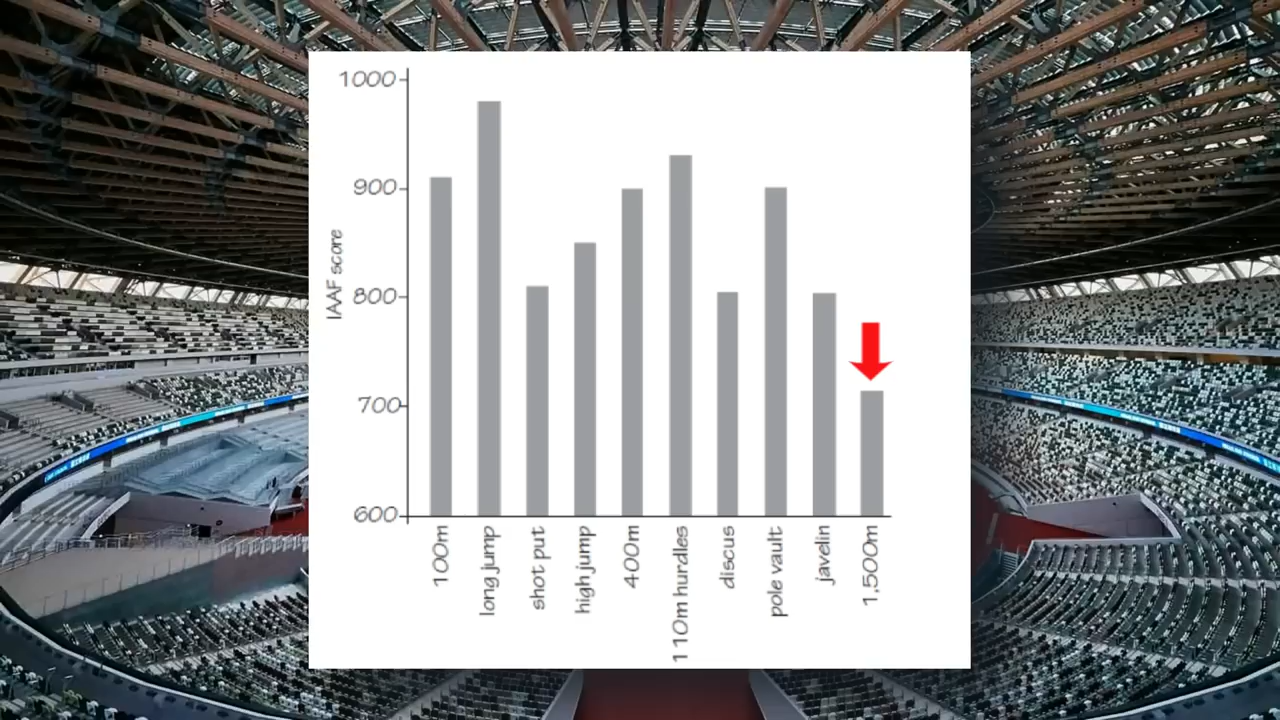 1000
900
800
700
600
IAAF score
100m
long jump
shot put
high jump
400m
110m hurdles
discus
pole vault
javelin
1,500m